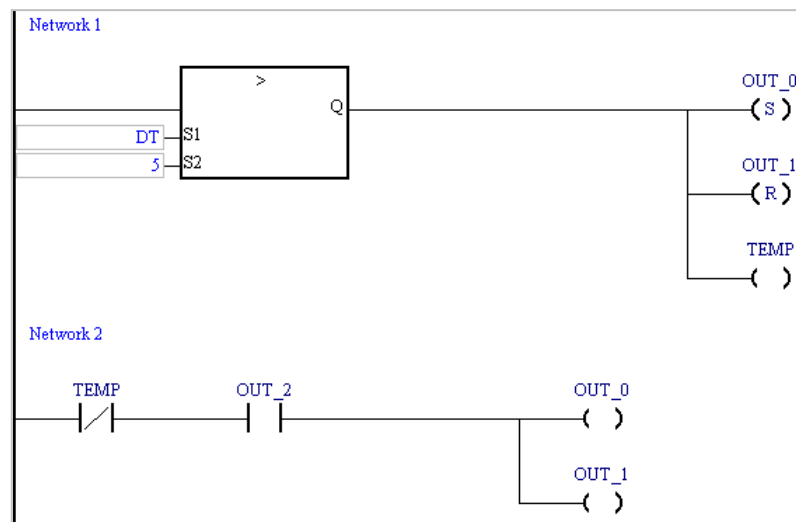 Network 1
>
Q
DT
S1
5
S2
OUT_0
S
OUT_1
R
TEMP
Network 2
TEMP
OUT_2
OUT_0
OUT_1